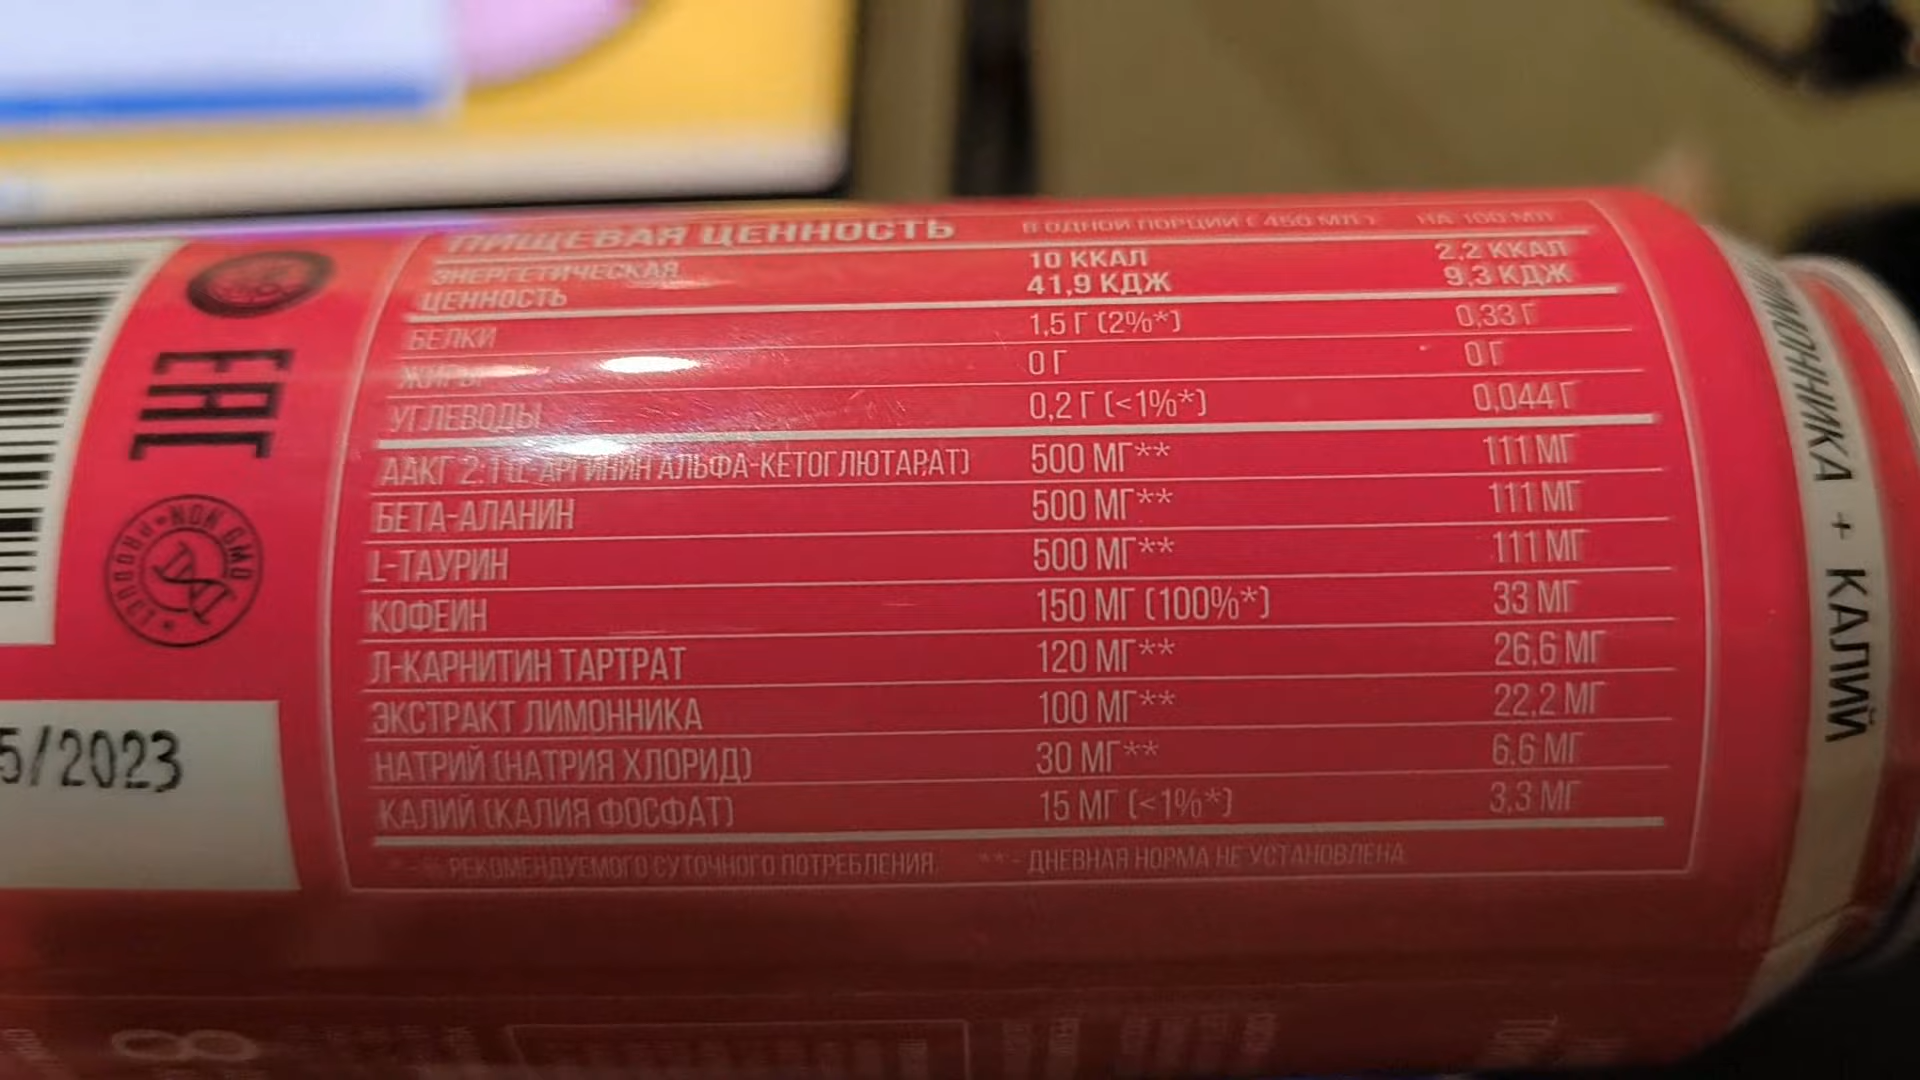 ПИЩЕВАЯ ЦЕННОСТЬ В ОДНОЙ ПОРЦИИ (450 МЛ) НА 100 МЛ
ЭНЕРГЕТИЧЕСКАЯ 10 ККАЛ 2,2 ККАЛ
ЦЕННОСТЬ 41,9 КДЖ 9,3 КДЖ
БЕЛКИ 1,5 Г (2%*) 0,33 Г
ЖИРЫ 0 Г 0 Г
УГЛЕВОДЫ 0,2 Г (<1%*) 0,044 Г
ААКГ 2:1 (L-АРГИНИН АЛЬФА-КЕТОГЛЮТАРАТ) 500 МГ** 111 МГ
БЕТА-АЛАНИН 500 МГ** 111 МГ
L-ТАУРИН 500 МГ** 111 МГ
КОФЕИН 150 МГ (100%*) 33 МГ
Л-КАРНИТИН ТАРТРАТ 120 МГ** 26,6 МГ
ЭКСТРАКТ ЛИМОННИКА 100 МГ** 22,2 МГ
НАТРИЙ (НАТРИЯ ХЛОРИД) 30 МГ** 6,6 МГ
КАЛИЙ (КАЛИЯ ФОСФАТ) 15 МГ (<1%*) 3,3 МГ
* - % РЕКОМЕНДУЕМОГО СУТОЧНОГО ПОТРЕБЛЕНИЯ. ** - ДНЕВНАЯ НОРМА НЕ УСТАНОВЛЕНА
EAC
NON GMO
PRODUCT
5/2023
ЛИМОННИКА + КАЛИЙ
8